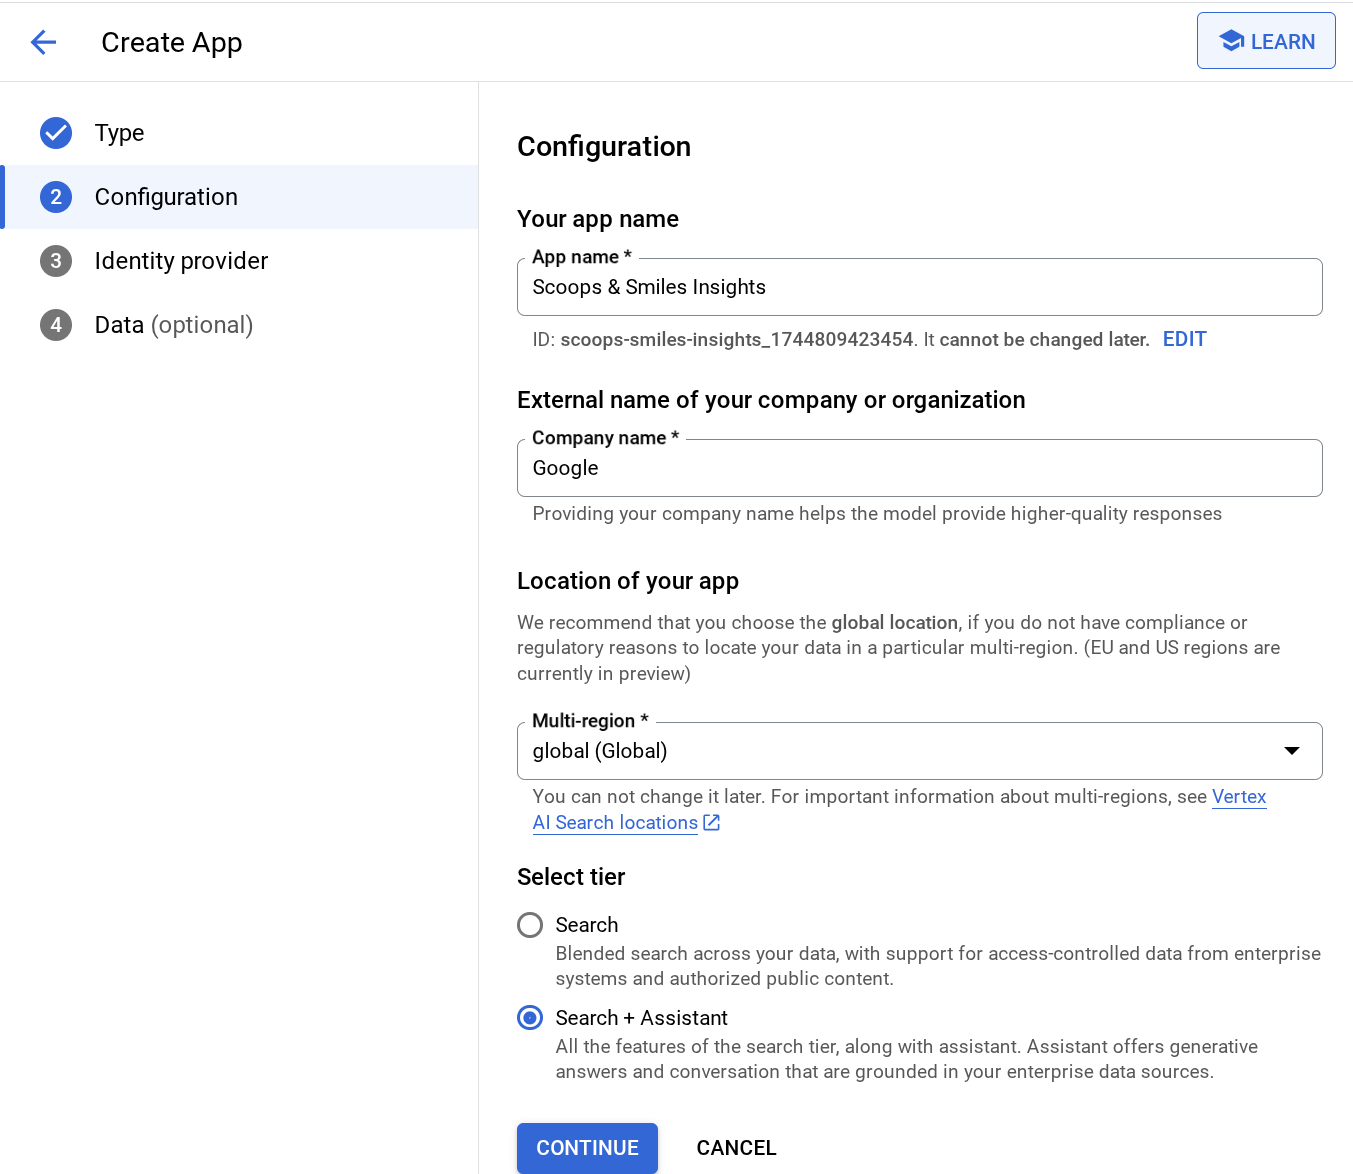 Create App
LEARN
Type
2 Configuration
3 Identity provider
4 Data (optional)
Configuration
Your app name
App name *
Scoops & Smiles Insights
ID: scoops-smiles-insights_1744809423454. It cannot be changed later. EDIT
External name of your company or organization
Company name *
Google
Providing your company name helps the model provide higher-quality responses
Location of your app
We recommend that you choose the global location, if you do not have compliance or
regulatory reasons to locate your data in a particular multi-region. (EU and US regions are
currently in preview)
Multi-region *
global (Global)
You can not change it later. For important information about multi-regions, see Vertex
AI Search locations
Select tier
Search
Blended search across your data, with support for access-controlled data from enterprise
systems and authorized public content.
Search + Assistant
All the features of the search tier, along with assistant. Assistant offers generative
answers and conversation that are grounded in your enterprise data sources.
CONTINUE
CANCEL